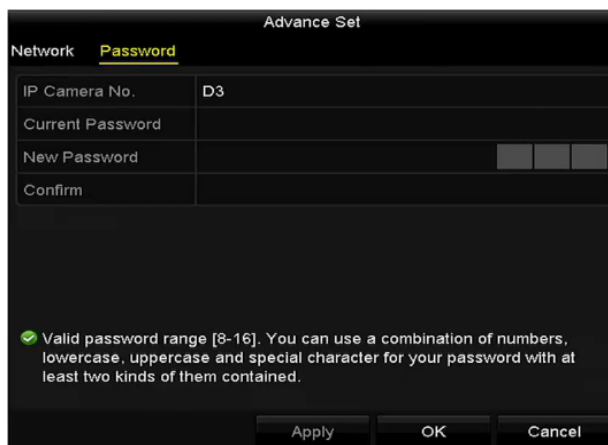 Advance Set
Network Password
IP Camera No. D3
Current Password
New Password
Confirm
Valid password range [8-16]. You can use a combination of numbers,
lowercase, uppercase and special character for your password with at
least two kinds of them contained.
Apply OK Cancel